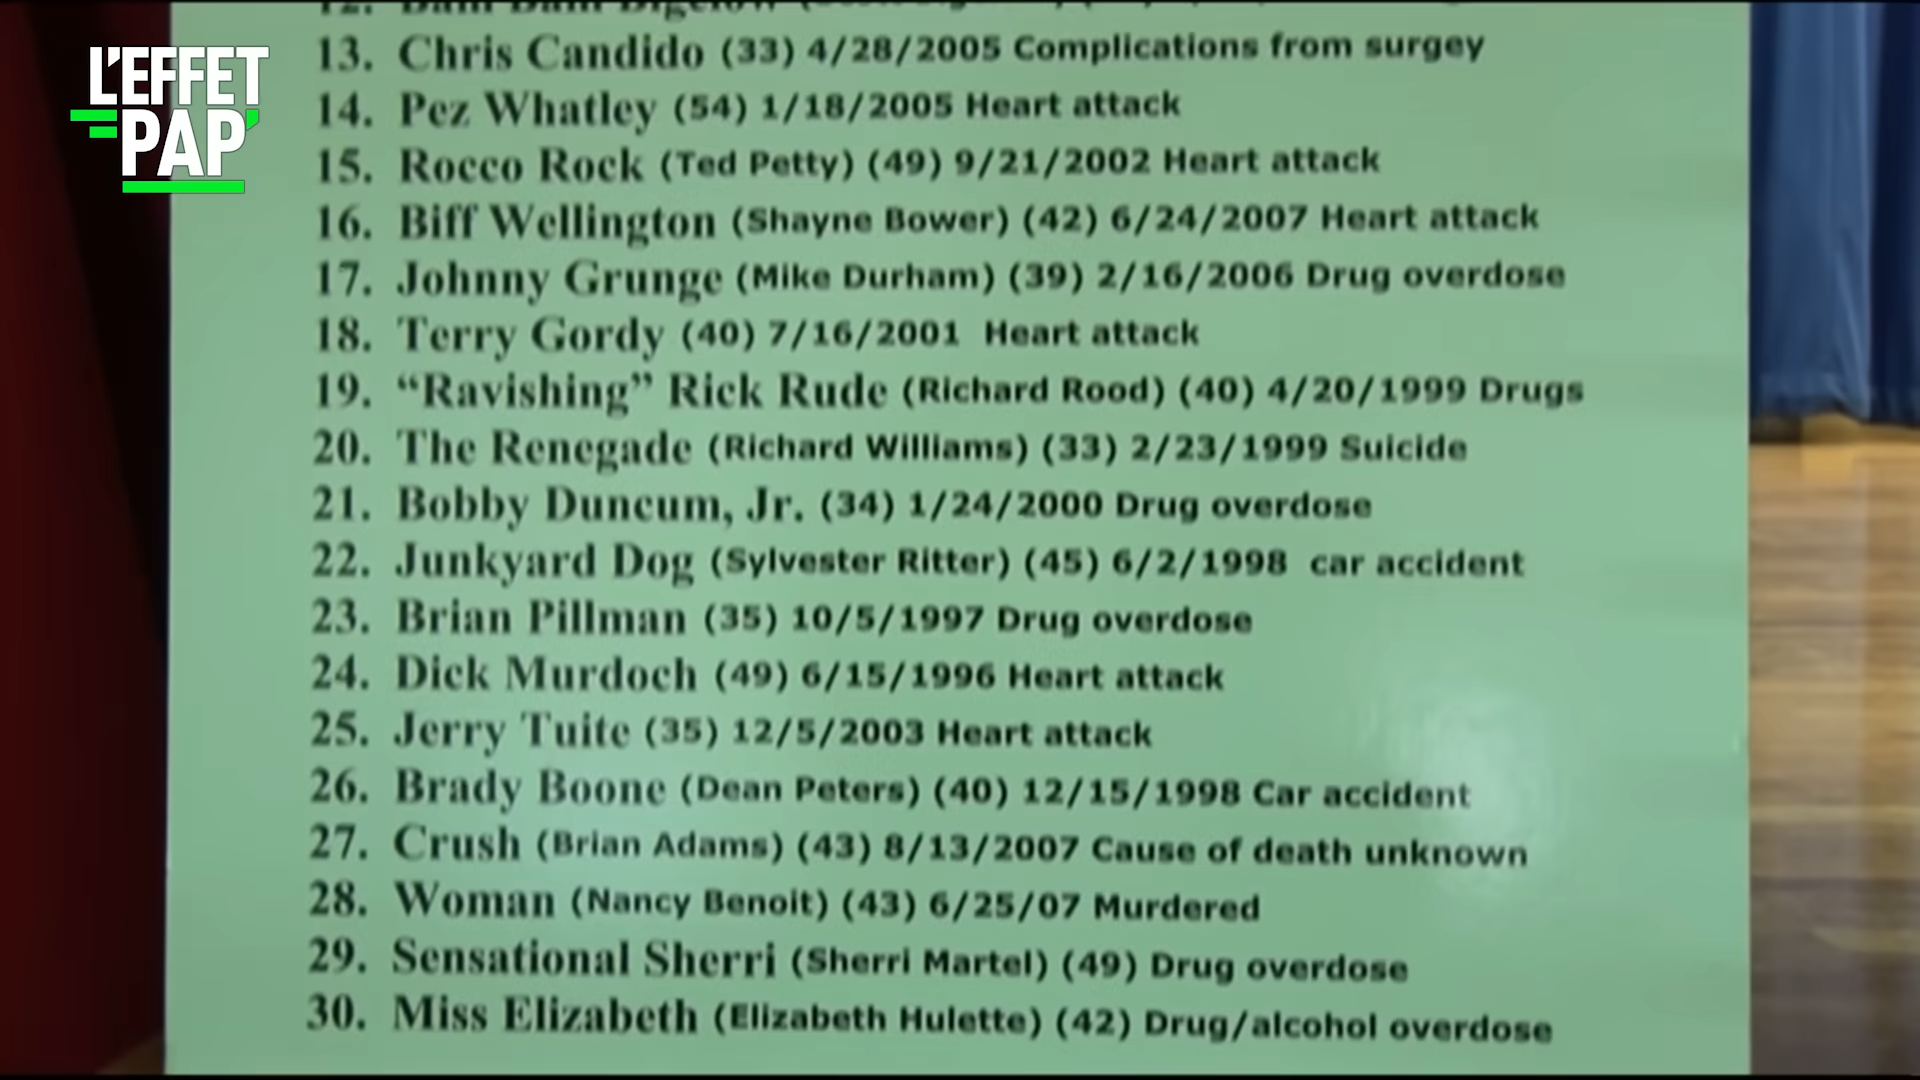 L'EFFET
PAP'
12. Bam Bam Bigelow
13. Chris Candido (33) 4/28/2005 Complications from surgey
14. Pez Whatley (54) 1/18/2005 Heart attack
15. Rocco Rock (Ted Petty) (49) 9/21/2002 Heart attack
16. Biff Wellington (Shayne Bower) (42) 6/24/2007 Heart attack
17. Johnny Grunge (Mike Durham) (39) 2/16/2006 Drug overdose
18. Terry Gordy (40) 7/16/2001 Heart attack
19. “Ravishing” Rick Rude (Richard Rood) (40) 4/20/1999 Drugs
20. The Renegade (Richard Williams) (33) 2/23/1999 Suicide
21. Bobby Duncum, Jr. (34) 1/24/2000 Drug overdose
22. Junkyard Dog (Sylvester Ritter) (45) 6/2/1998 car accident
23. Brian Pillman (35) 10/5/1997 Drug overdose
24. Dick Murdoch (49) 6/15/1996 Heart attack
25. Jerry Tuite (35) 12/5/2003 Heart attack
26. Brady Boone (Dean Peters) (40) 12/15/1998 Car accident
27. Crush (Brian Adams) (43) 8/13/2007 Cause of death unknown
28. Woman (Nancy Benoit) (43) 6/25/07 Murdered
29. Sensational Sherri (Sherri Martel) (49) Drug overdose
30. Miss Elizabeth (Elizabeth Hulette) (42) Drug/alcohol overdose